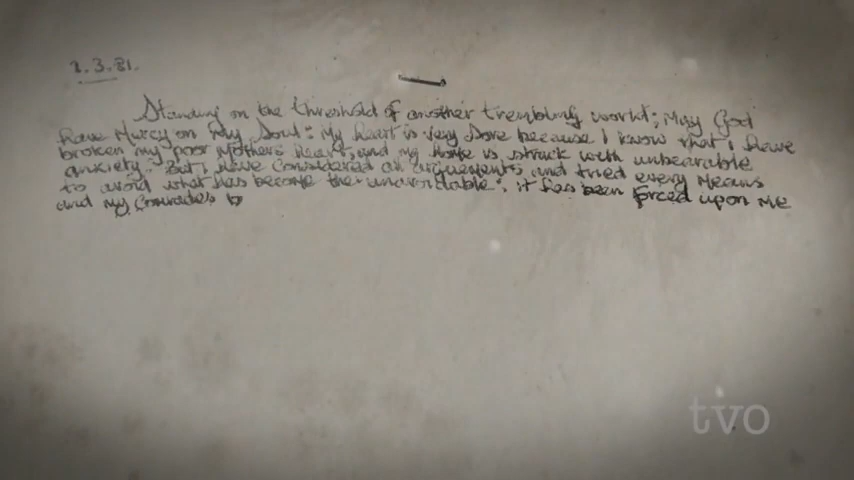 1.3.81.
Standing on the threshold of another trembling world; May God
have Mercy on My Soul: My heart is very sore because I know that I have
broken my poor Mothers heart, and my home is struck with unbearable
anxiety. But I have considered all arguements and tried every Means
to avoid what has become the unavoidable: it has been forced upon Me
and My Comrades b
tvo